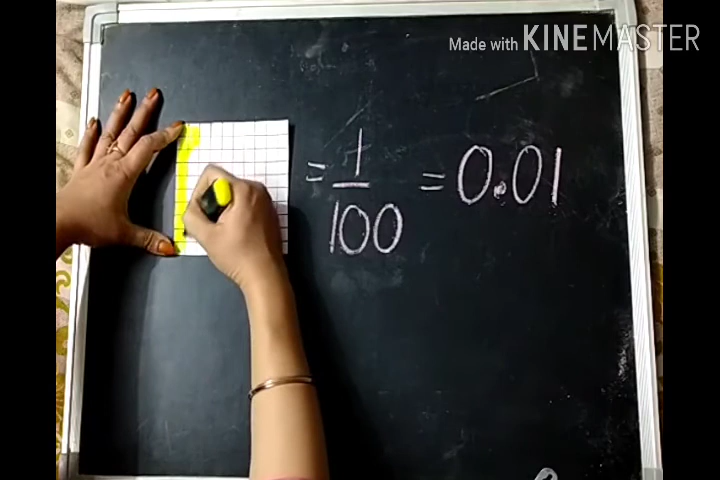 Made with KINEMASTER
= 1/100 = 0.01